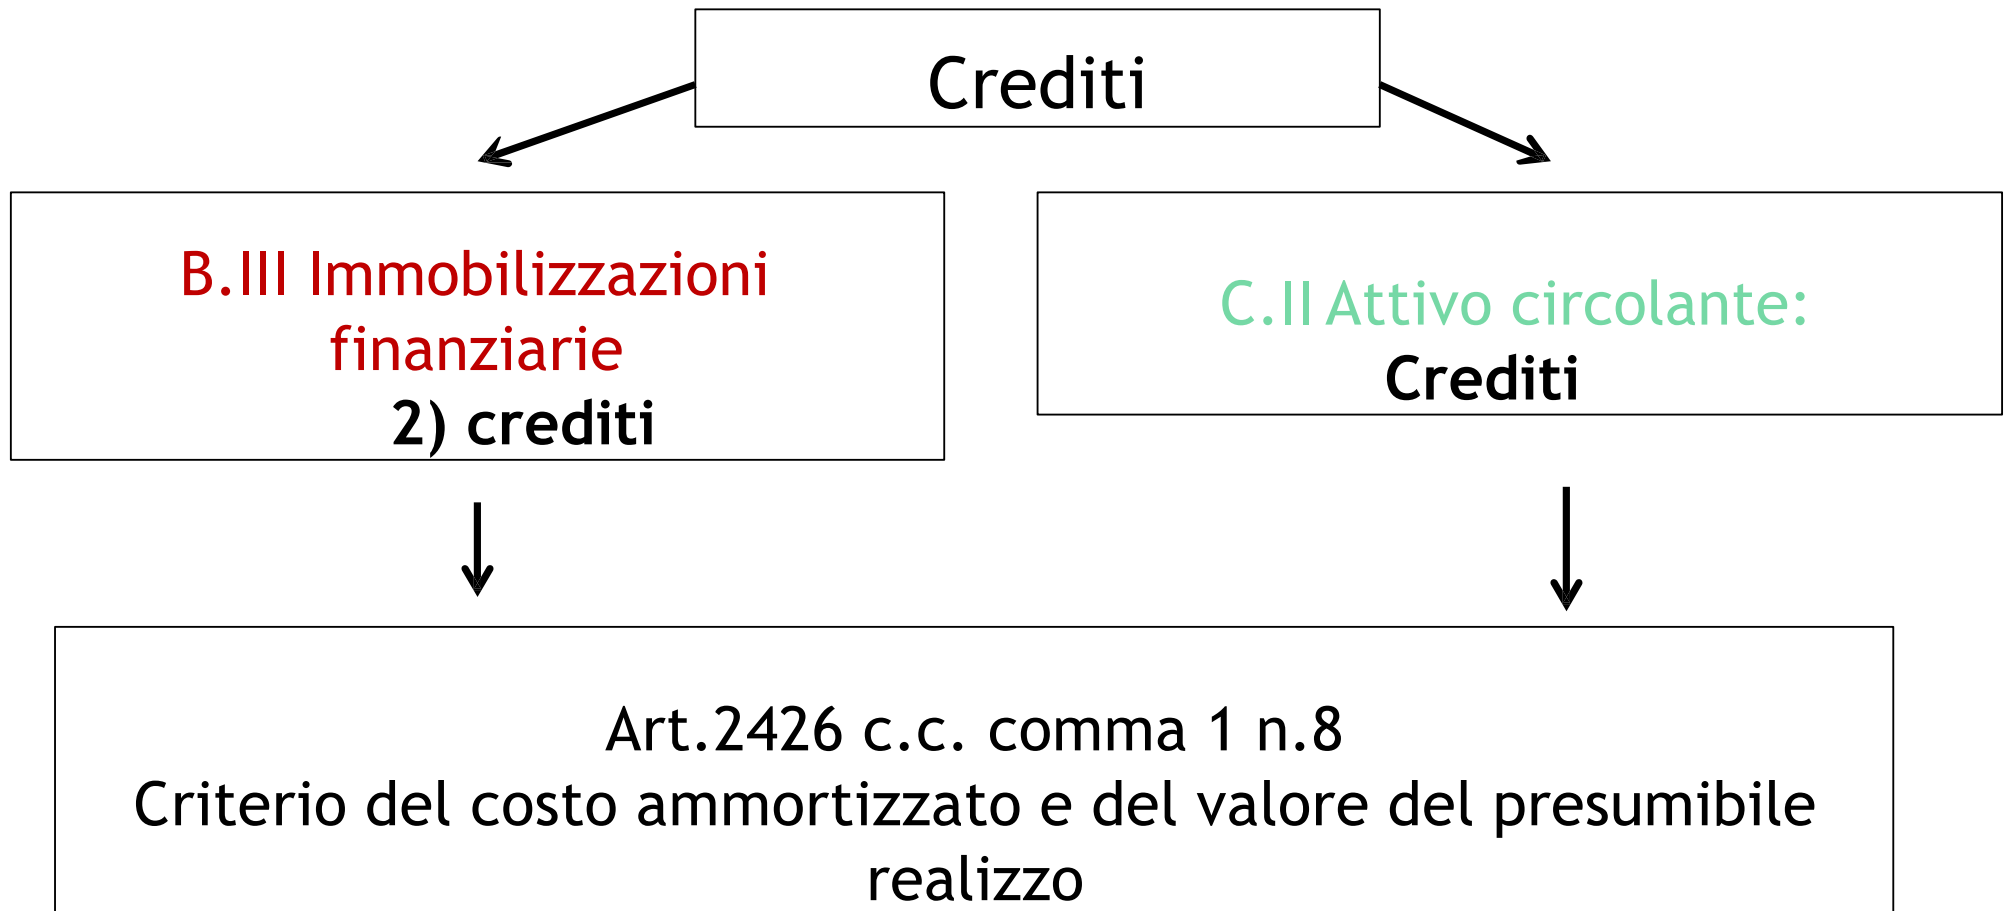 Crediti
B.III Immobilizzazioni
finanziarie
2) crediti
C.II Attivo circolante:
Crediti
Art.2426 c.c. comma 1 n.8
Criterio del costo ammortizzato e del valore del presumibile
realizzo